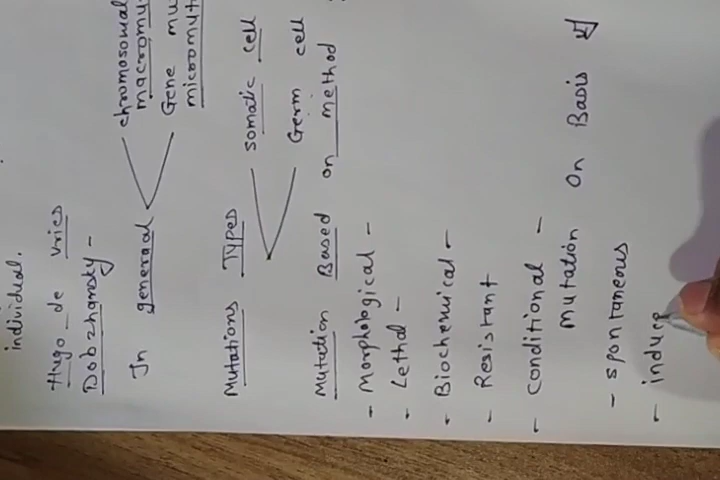 individual.
Hugo de vries
Dobzhansky -
In general
chromosomal
macromu
Gene mu
micromut
Mutations Types
somatic cell
Germ cell
Mutation Based on method
- Morphological -
- Lethal -
- Biochemical -
- Resistant
- conditional -
Mutation On Basis of
- spontaneous
- induce